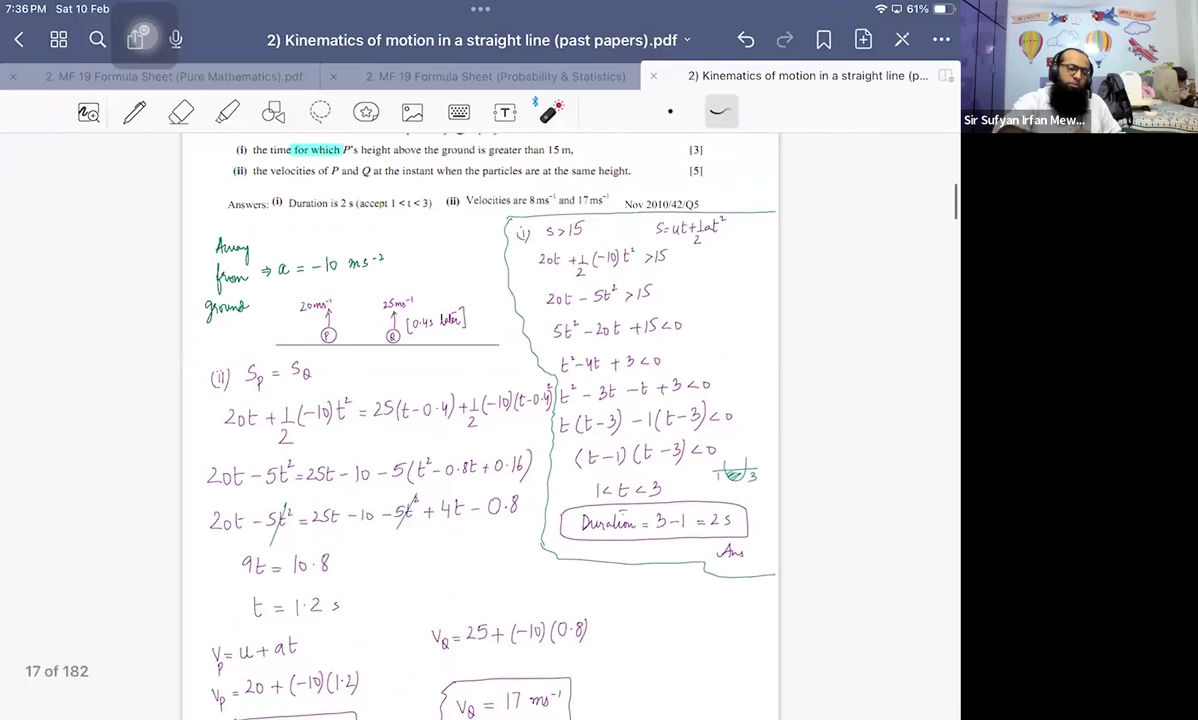 7:36 PM Sat 10 Feb
61%
2) Kinematics of motion in a straight line (past papers).pdf
2. MF 19 Formula Sheet (Pure Mathematics).pdf
2. MF 19 Formula Sheet (Probability & Statistics)
2) Kinematics of motion in a straight line (p...
Sir Sufyan Irfan Mew...
(i) the time for which P's height above the ground is greater than 15 m, [3]
(ii) the velocities of P and Q at the instant when the particles are at the same height. [5]
Answers: (i) Duration is 2 s (accept 1 < t < 3) (ii) Velocities are 8 ms⁻¹ and 17 ms⁻¹ Nov 2010/42/Q5
Away
from ⇒ a = -10 ms⁻²
ground
20ms⁻¹ 25ms⁻¹
[0.4s later]
P Q
(ii) Sp = SQ
20t + 1/2 (-10)t² = 25(t-0.4) + 1/2 (-10)(t-0.4)²
20t - 5t² = 25t - 10 - 5(t² - 0.8t + 0.16)
20t - 5t² = 25t - 10 - 5t² + 4t - 0.8
9t = 10.8
t = 1.2 s
Vp = u + at
Vp = 20 + (-10)(1.2)
VQ = 25 + (-10)(0.8)
VQ = 17 ms⁻¹
(i) s > 15 s = ut + 1/2 at²
20t + 1/2 (-10)t² > 15
20t - 5t² > 15
5t² - 20t + 15 < 0
t² - 4t + 3 < 0
t² - 3t - t + 3 < 0
t(t-3) - 1(t-3) < 0
(t-1)(t-3) < 0
1 3
1 < t < 3
Duration = 3 - 1 = 2 s
Ans
17 of 182